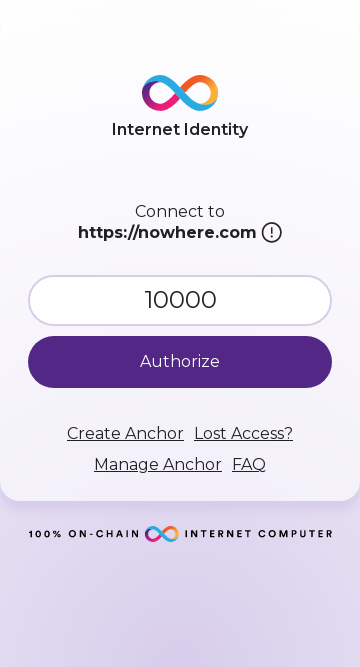 Internet Identity
Connect to
https://nowhere.com
10000
Authorize
Create Anchor Lost Access?
Manage Anchor FAQ
100% ON-CHAIN INTERNET COMPUTER